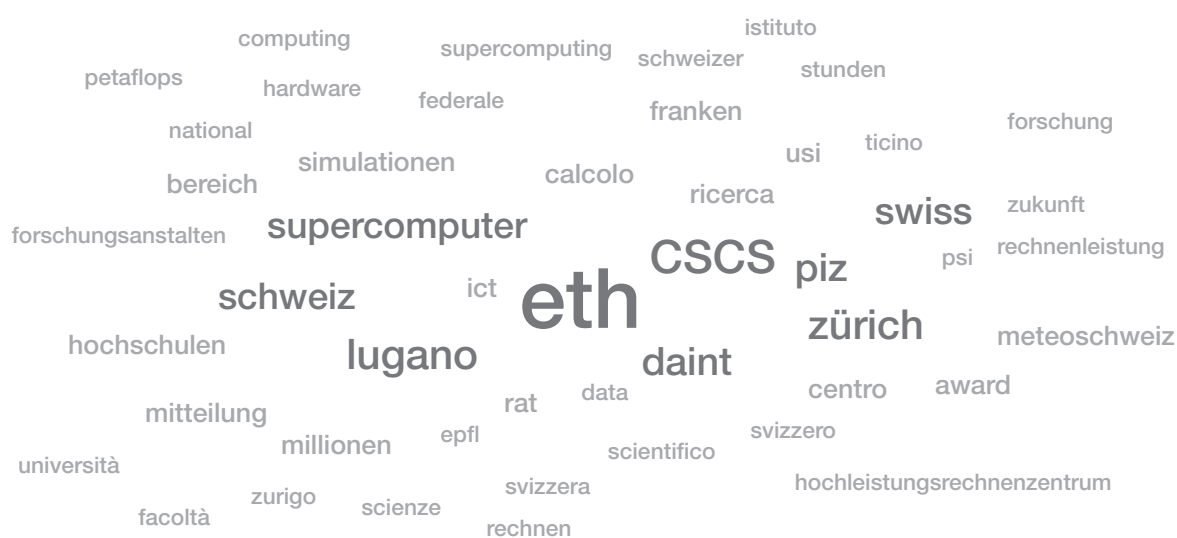 istituto
computing
supercomputing
schweizer
stunden
petaflops
hardware
federale
franken
forschung
national
ticino
usi
simulationen
calcolo
bereich
ricerca
zukunft
swiss
supercomputer
forschungsanstalten
rechnenleistung
CSCS
psi
piz
ict
schweiz
eth
zürich
meteoschweiz
hochschulen
lugano
daint
award
centro
data
rat
mitteilung
svizzero
epfl
millionen
scientifico
università
hochleistungsrechnenzentrum
svizzera
zurigo
scienze
facoltà
rechnen